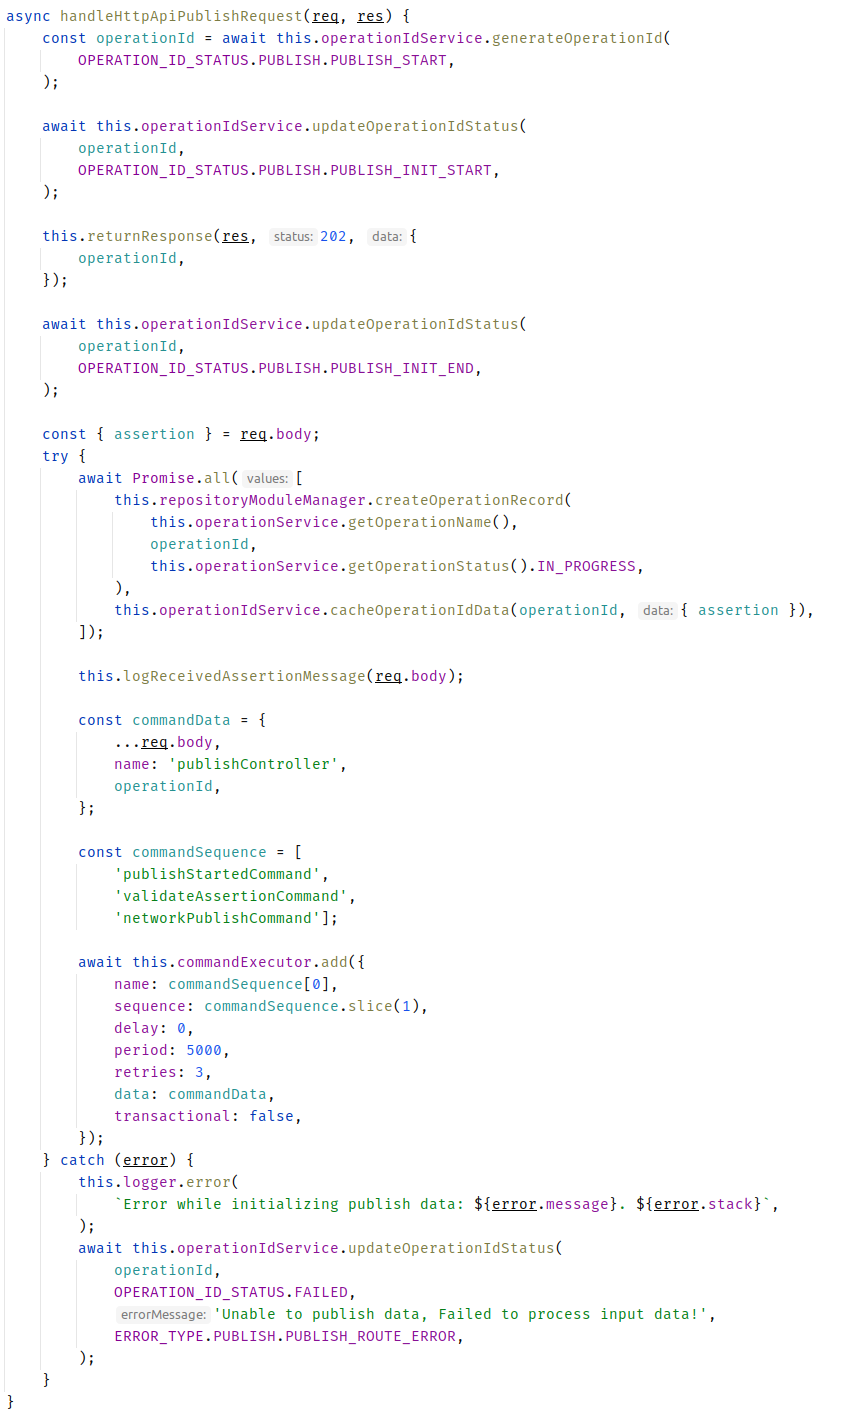 async handleHttpApiPublishRequest(req, res) {
    const operationId = await this.operationIdService.generateOperationId(
        OPERATION_ID_STATUS.PUBLISH.PUBLISH_START,
    );

    await this.operationIdService.updateOperationIdStatus(
        operationId,
        OPERATION_ID_STATUS.PUBLISH.PUBLISH_INIT_START,
    );

    this.returnResponse(res, status: 202, data: {
        operationId,
    });

    await this.operationIdService.updateOperationIdStatus(
        operationId,
        OPERATION_ID_STATUS.PUBLISH.PUBLISH_INIT_END,
    );

    const { assertion } = req.body;
    try {
        await Promise.all( values: [
            this.repositoryModuleManager.createOperationRecord(
                this.operationService.getOperationName(),
                operationId,
                this.operationService.getOperationStatus().IN_PROGRESS,
            ),
            this.operationIdService.cacheOperationIdData(operationId, data: { assertion }),
        ]);

        this.logReceivedAssertionMessage(req.body);

        const commandData = {
            ...req.body,
            name: 'publishController',
            operationId,
        };

        const commandSequence = [
            'publishStartedCommand',
            'validateAssertionCommand',
            'networkPublishCommand'];

        await this.commandExecutor.add({
            name: commandSequence[0],
            sequence: commandSequence.slice(1),
            delay: 0,
            period: 5000,
            retries: 3,
            data: commandData,
            transactional: false,
        });
    } catch (error) {
        this.logger.error(
            `Error while initializing publish data: ${error.message}. ${error.stack}`,
        );
        await this.operationIdService.updateOperationIdStatus(
            operationId,
            OPERATION_ID_STATUS.FAILED,
            errorMessage: 'Unable to publish data, Failed to process input data!',
            ERROR_TYPE.PUBLISH.PUBLISH_ROUTE_ERROR,
        );
    }
}